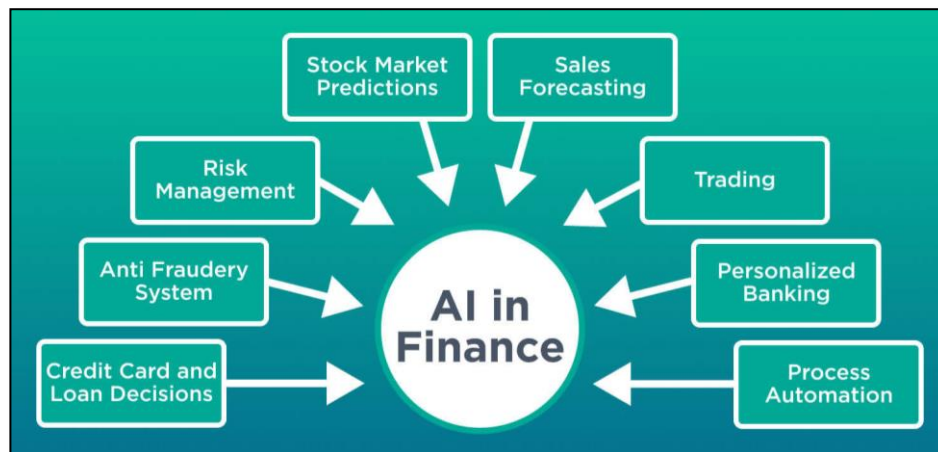 Stock Market
Predictions
Sales
Forecasting
Risk
Management
Trading
Anti Fraudery
System
Personalized
Banking
AI in
Finance
Credit Card and
Loan Decisions
Process
Automation